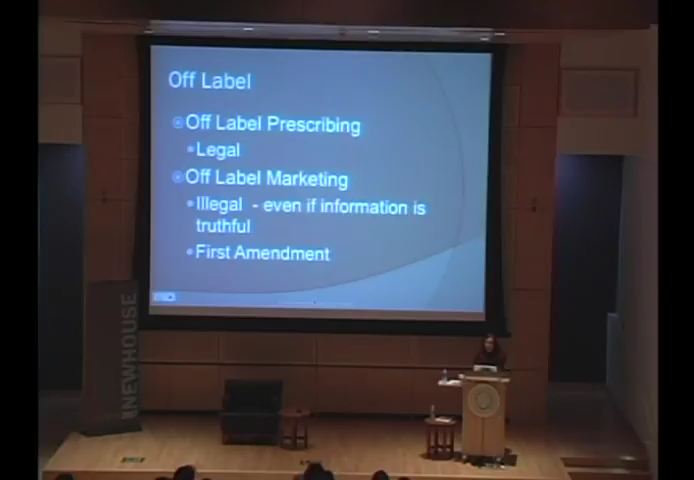 Off Label
Off Label Prescribing
Legal
Off Label Marketing
Illegal - even if information is
truthful
First Amendment
NEWHOUSE